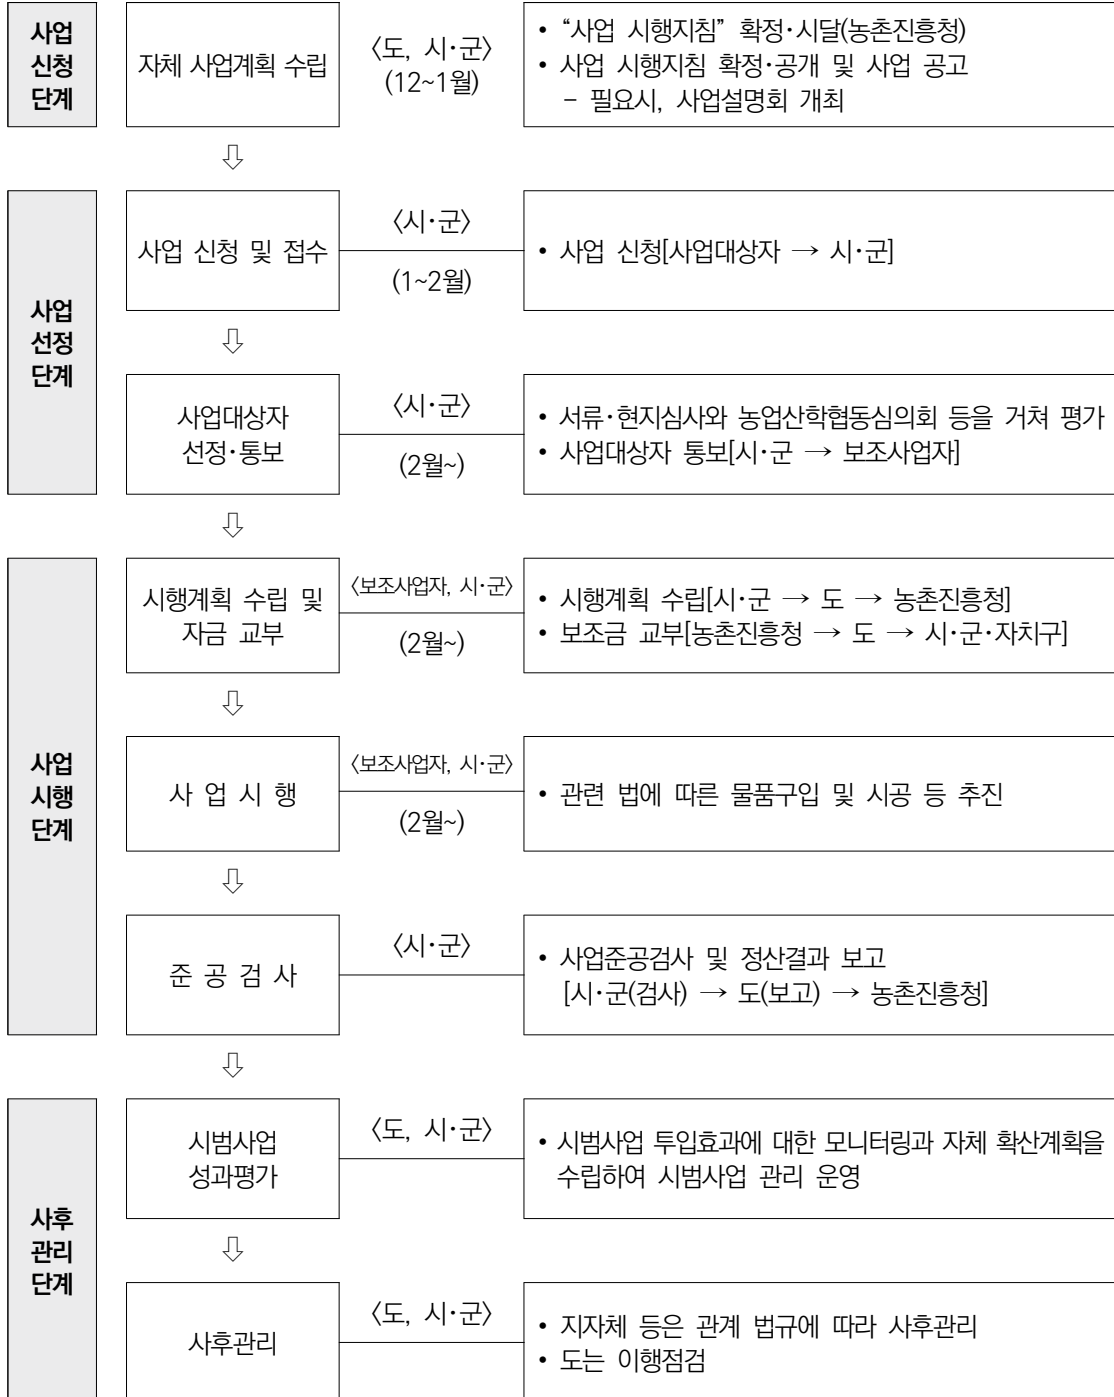 사업
신청
단계
자체 사업계획 수립
〈도, 시·군〉
(12~1월)
• “사업 시행지침” 확정·시달(농촌진흥청)
• 사업 시행지침 확정·공개 및 사업 공고
- 필요시, 사업설명회 개최
⇩
사업
선정
단계
사업 신청 및 접수
〈시·군〉
(1~2월)
• 사업 신청[사업대상자 → 시·군]
⇩
사업대상자
선정·통보
〈시·군〉
(2월~)
• 서류·현지심사와 농업산학협동심의회 등을 거쳐 평가
• 사업대상자 통보[시·군 → 보조사업자]
⇩
사업
시행
단계
시행계획 수립 및
자금 교부
〈보조사업자, 시·군〉
(2월~)
• 시행계획 수립[시·군 → 도 → 농촌진흥청]
• 보조금 교부[농촌진흥청 → 도 → 시·군·자치구]
⇩
사 업 시 행
〈보조사업자, 시·군〉
(2월~)
• 관련 법에 따른 물품구입 및 시공 등 추진
⇩
준 공 검 사
〈시·군〉
• 사업준공검사 및 정산결과 보고
[시·군(검사) → 도(보고) → 농촌진흥청]
⇩
사후
관리
단계
시범사업
성과평가
〈도, 시·군〉
• 시범사업 투입효과에 대한 모니터링과 자체 확산계획을
수립하여 시범사업 관리 운영
⇩
사후관리
〈도, 시·군〉
• 지자체 등은 관계 법규에 따라 사후관리
• 도는 이행점검